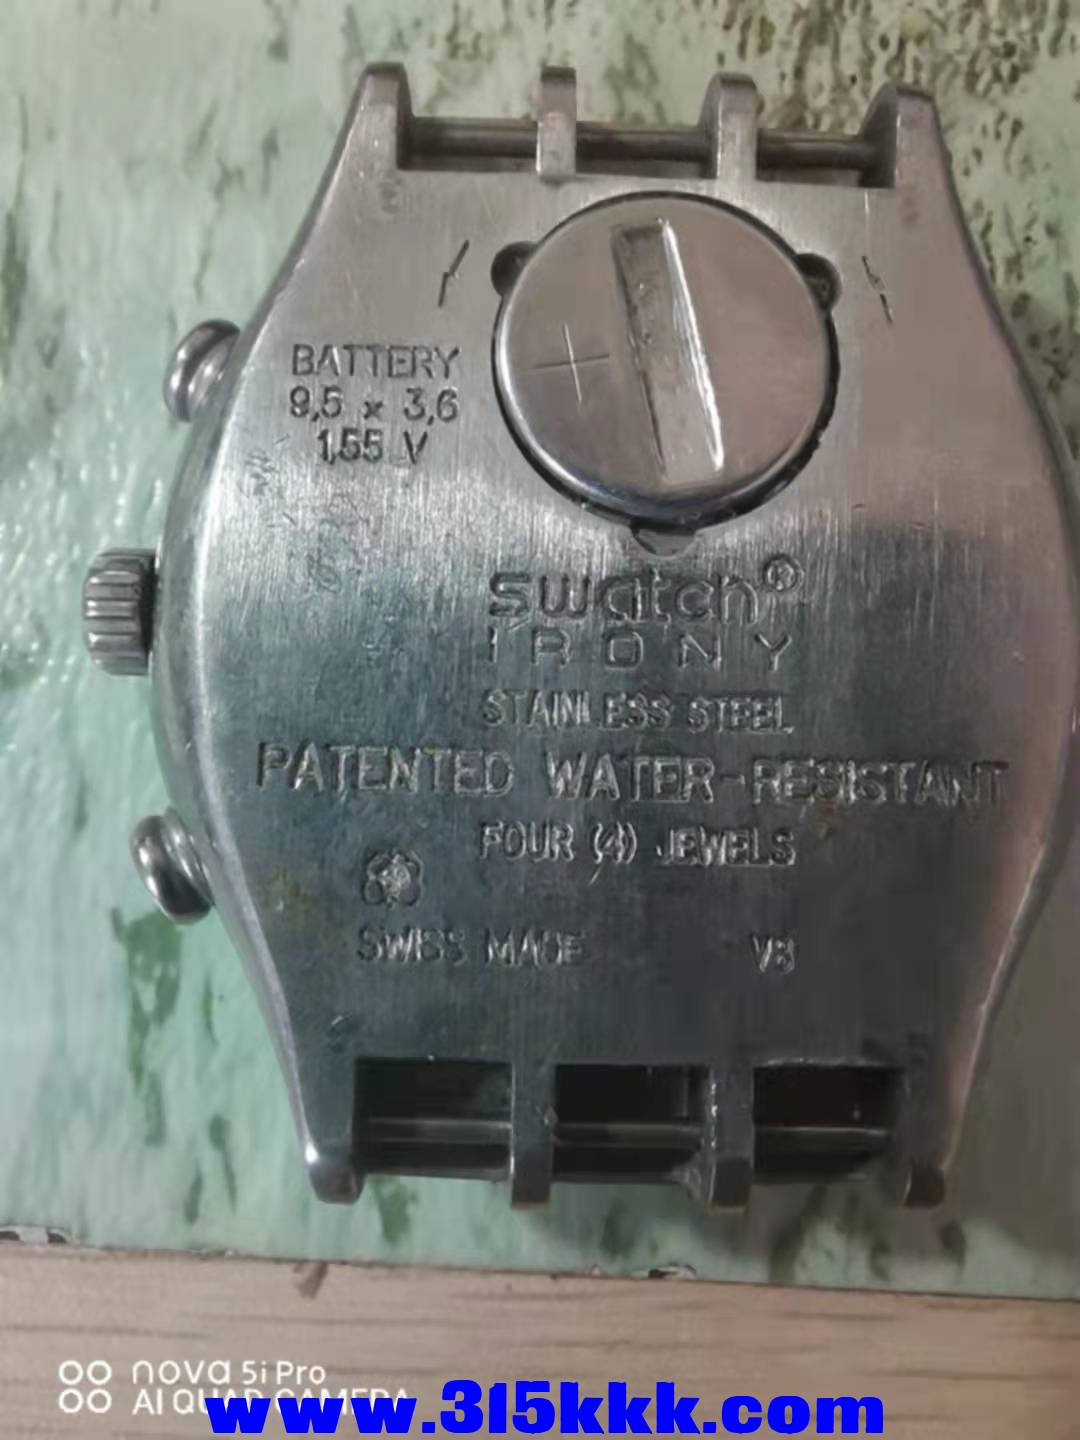 BATTERY
9,5 x 3,6
1,55 V
+
swatch®
IRONY
STAINLESS STEEL
PATENTED WATER-RESISTANT
FOUR (4) JEWELS
SWISS MADE V8
nova 5i Pro
AI QUAD CAMERA
www.315kkk.com